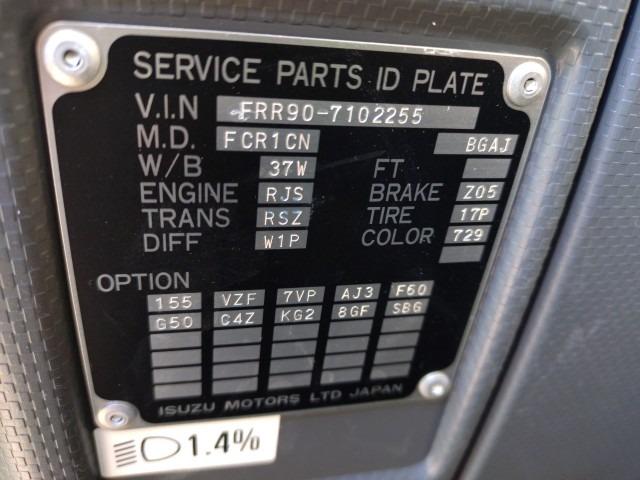 SERVICE PARTS ID PLATE
V.I.N FRR90-7102255
M.D. FCR1CN BGAJ
W/B 37W FT
ENGINE RJS BRAKE Z05
TRANS RSZ TIRE 17P
DIFF W1P COLOR 729
OPTION
155 VZF 7VP AJ3 F60
G50 C4Z KG2 8GF SBG
ISUZU MOTORS LTD JAPAN
1.4%